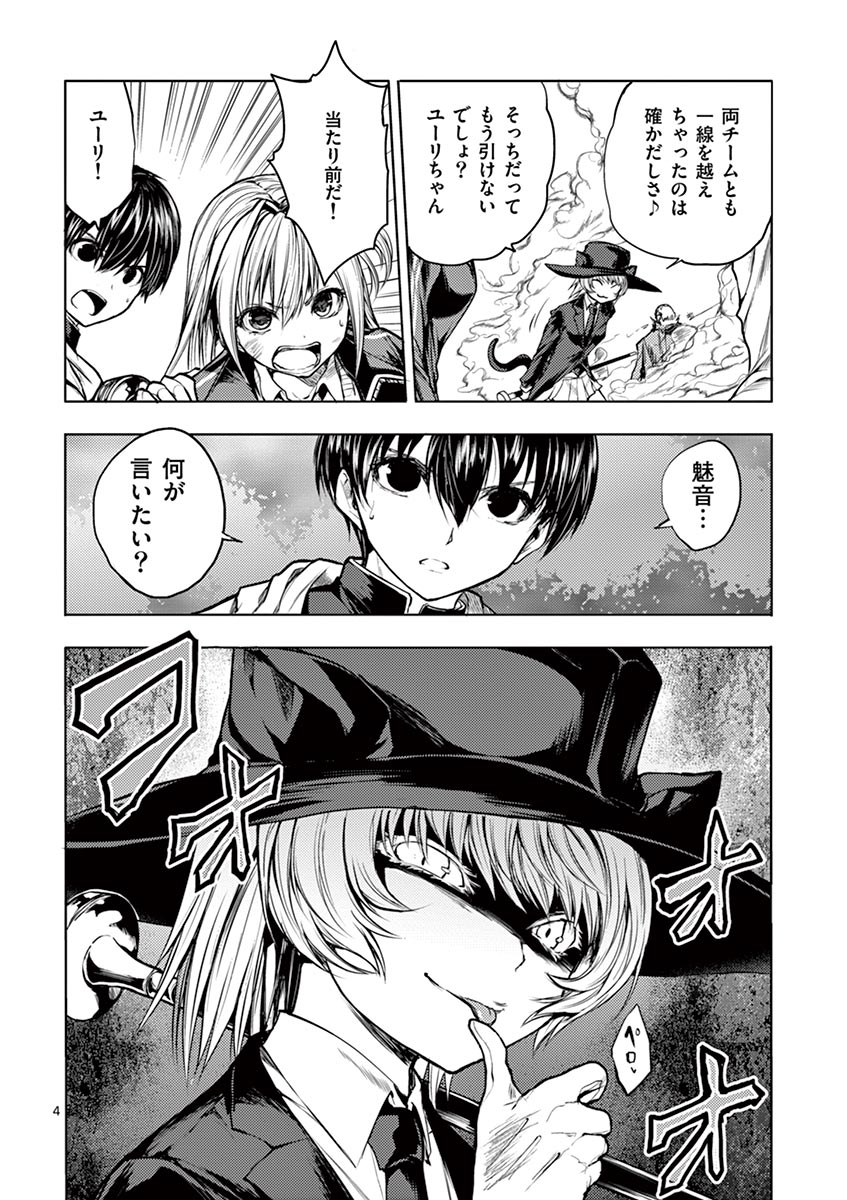 両チームとも
一線を越え
ちゃったのは
確かだしさ♪
そっちだって
もう引けない
でしょ?
ユーリちゃん
当たり前だ!
ユーリ!
魅音…
何が
言いたい?
フォオオオ
ペロッ
4